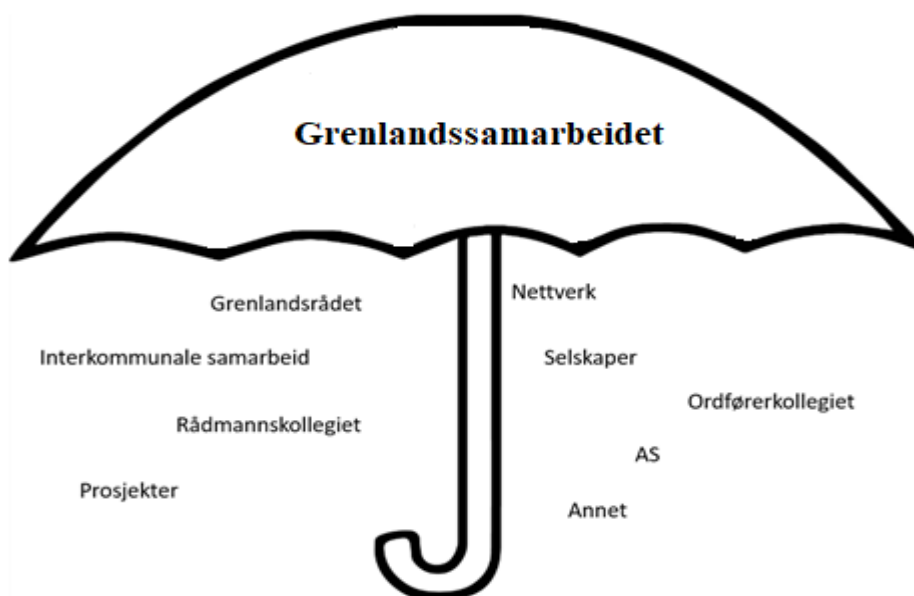 Grenlandssamarbeidet
Nettverk
Grenlandsrådet
Interkommunale samarbeid
Selskaper
Ordførerkollegiet
Rådmannskollegiet
AS
Prosjekter
Annet